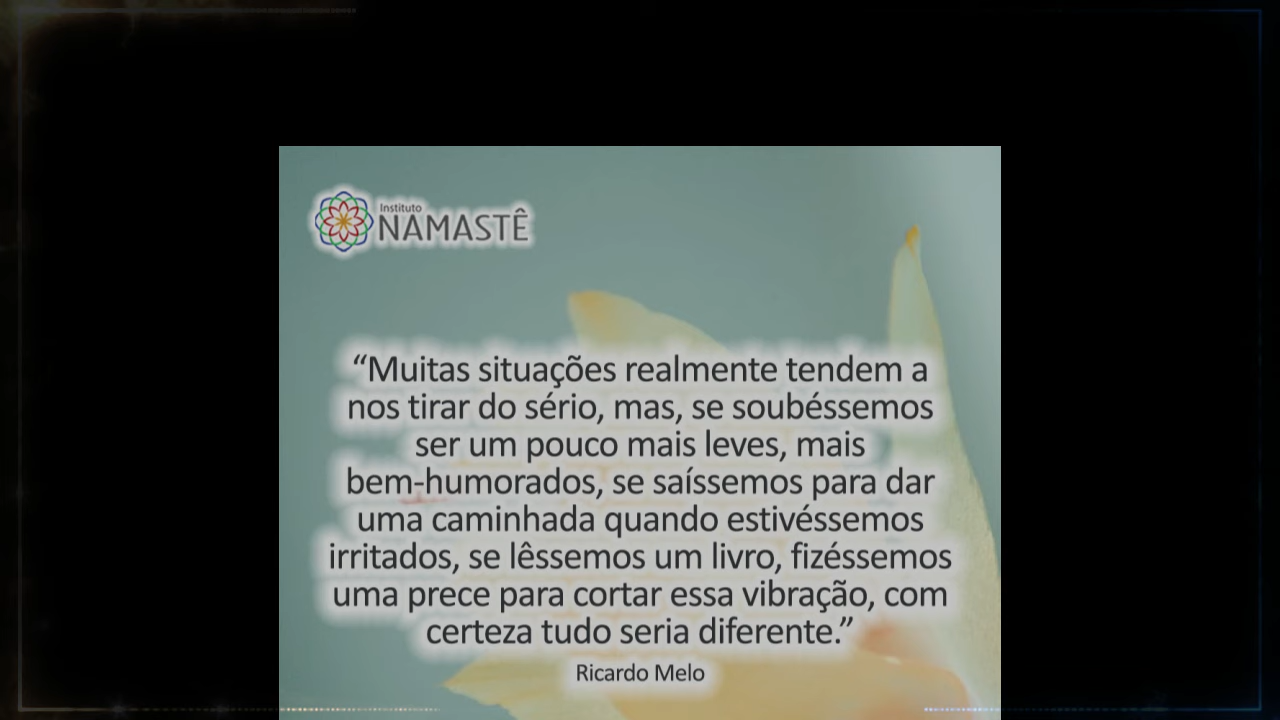 Instituto
NAMASTÊ
“Muitas situações realmente tendem a
nos tirar do sério, mas, se soubéssemos
ser um pouco mais leves, mais
bem-humorados, se saíssemos para dar
uma caminhada quando estivéssemos
irritados, se lêssemos um livro, fizéssemos
uma prece para cortar essa vibração, com
certeza tudo seria diferente.”
Ricardo Melo